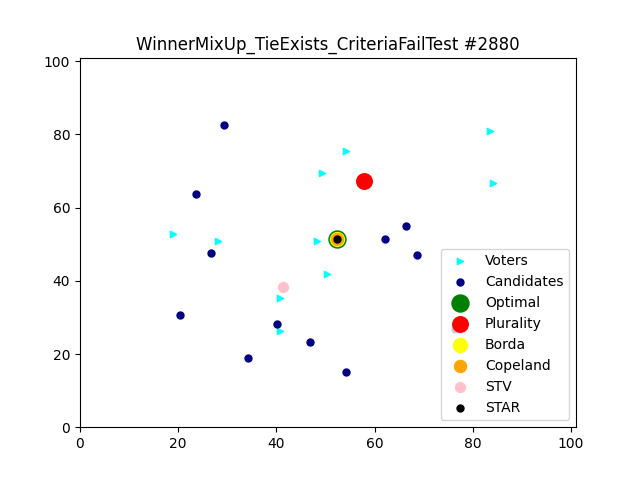 WinnerMixUp_TieExists_CriteriaFailTest #2880
100
80
60
40
20
0
0 20 40 60 80 100
Voters
Candidates
Optimal
Plurality
Borda
Copeland
STV
STAR